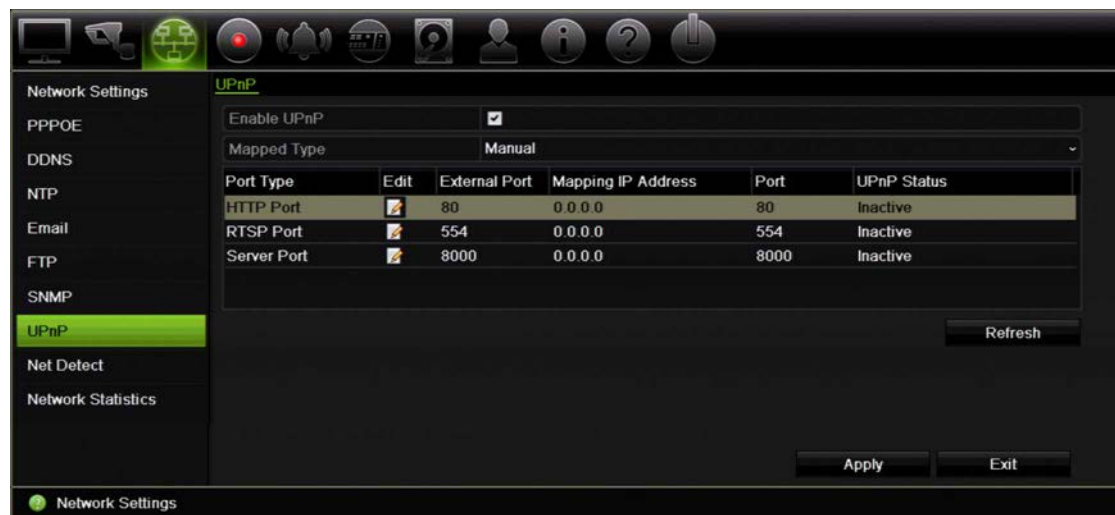 Network Settings
UPnP
PPPOE
Enable UPnP
DDNS
Mapped Type Manual
NTP
Port Type Edit External Port Mapping IP Address Port UPnP Status
HTTP Port 80 0.0.0.0 80 Inactive
Email
RTSP Port 554 0.0.0.0 554 Inactive
FTP
Server Port 8000 0.0.0.0 8000 Inactive
SNMP
UPnP
Refresh
Net Detect
Network Statistics
Apply Exit
Network Settings